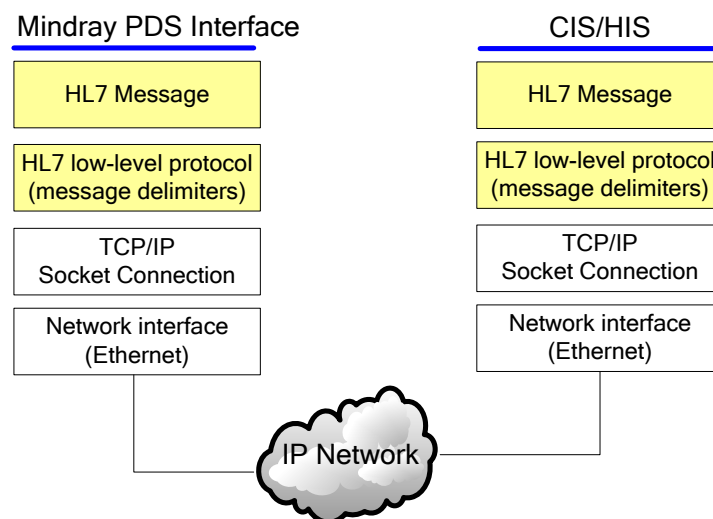 Mindray PDS Interface
HL7 Message
HL7 low-level protocol
(message delimiters)
TCP/IP
Socket Connection
Network interface
(Ethernet)
CIS/HIS
HL7 Message
HL7 low-level protocol
(message delimiters)
TCP/IP
Socket Connection
Network interface
(Ethernet)
IP Network